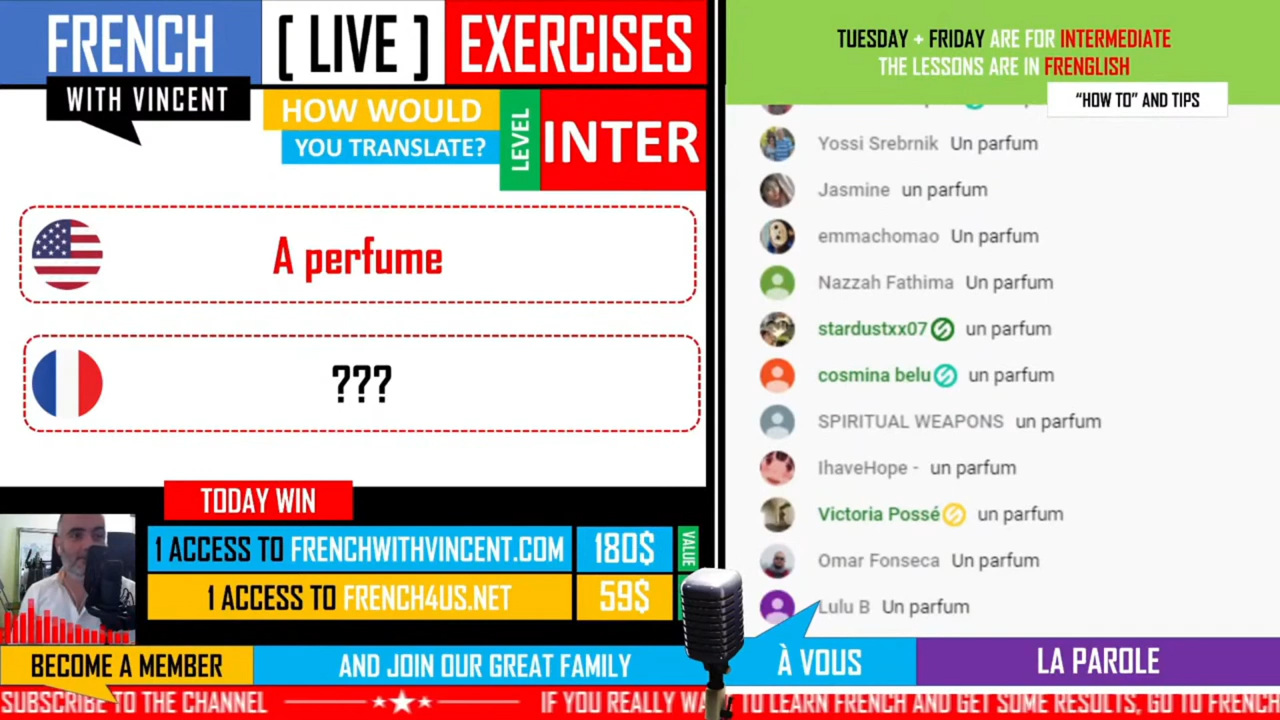 FRENCH
WITH VINCENT
[ LIVE ]
EXERCISES
HOW WOULD
YOU TRANSLATE?
LEVEL
INTER
A perfume
???
TODAY WIN
1 ACCESS TO FRENCHWITHVINCENT.COM
180$
1 ACCESS TO FRENCH4US.NET
59$
VALUE
BECOME A MEMBER
AND JOIN OUR GREAT FAMILY
TUESDAY + FRIDAY ARE FOR INTERMEDIATE
THE LESSONS ARE IN FRENGLISH
“HOW TO” AND TIPS
Yossi Srebrnik Un parfum
Jasmine un parfum
emmachomao Un parfum
Nazzah Fathima Un parfum
stardustxx07 un parfum
cosmina belu un parfum
SPIRITUAL WEAPONS un parfum
IhaveHope - un parfum
Victoria Possé un parfum
Omar Fonseca Un parfum
Lulu B Un parfum
À VOUS
LA PAROLE
SUBSCRIBE TO THE CHANNEL
IF YOU REALLY WA TO LEARN FRENCH AND GET SOME RESULTS, GO TO FRENCH